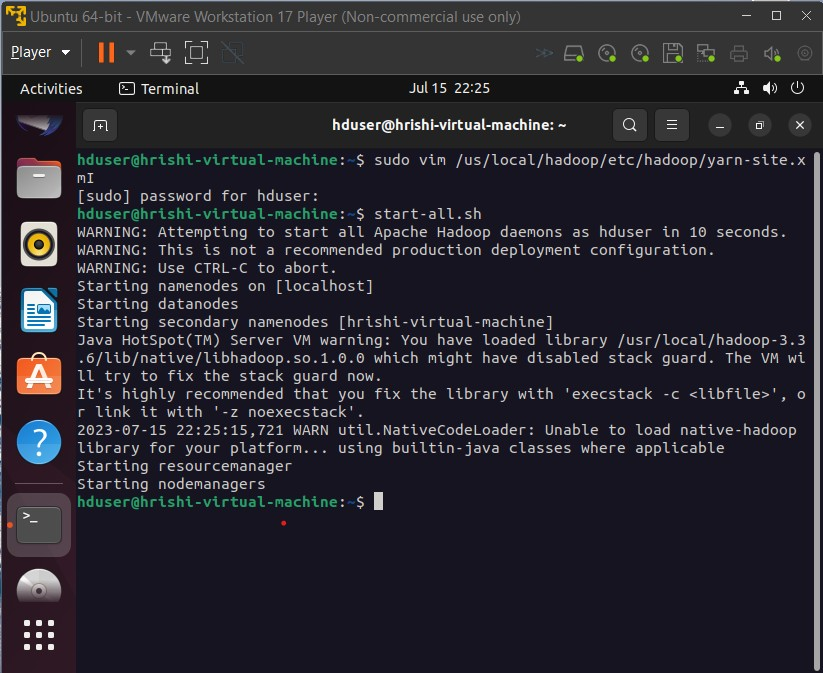 Ubuntu 64-bit - VMware Workstation 17 Player (Non-commercial use only)
Player
Activities
Terminal
Jul 15 22:25
hduser@hrishi-virtual-machine: ~
hduser@hrishi-virtual-machine:~$ sudo vim /us/local/hadoop/etc/hadoop/yarn-site.x
mI
[sudo] password for hduser:
hduser@hrishi-virtual-machine:~$ start-all.sh
WARNING: Attempting to start all Apache Hadoop daemons as hduser in 10 seconds.
WARNING: This is not a recommended production deployment configuration.
WARNING: Use CTRL-C to abort.
Starting namenodes on [localhost]
Starting datanodes
Starting secondary namenodes [hrishi-virtual-machine]
Java HotSpot(TM) Server VM warning: You have loaded library /usr/local/hadoop-3.3
.6/lib/native/libhadoop.so.1.0.0 which might have disabled stack guard. The VM wi
ll try to fix the stack guard now.
It's highly recommended that you fix the library with 'execstack -c <libfile>', o
r link it with '-z noexecstack'.
2023-07-15 22:25:15,721 WARN util.NativeCodeLoader: Unable to load native-hadoop
library for your platform... using builtin-java classes where applicable
Starting resourcemanager
Starting nodemanagers
hduser@hrishi-virtual-machine:~$